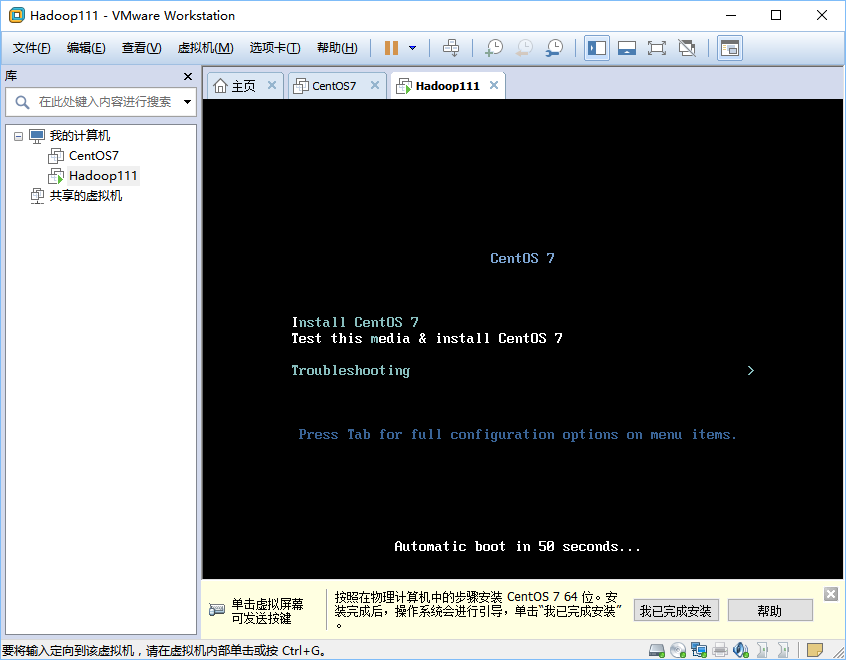 Hadoop111 - VMware Workstation
文件(F) 编辑(E) 查看(V) 虚拟机(M) 选项卡(T) 帮助(H)
库
在此处键入内容进行搜索
我的计算机
CentOS7
Hadoop111
共享的虚拟机
主页 CentOS7 Hadoop111
CentOS 7
Install CentOS 7
Test this media & install CentOS 7
Troubleshooting >
Press Tab for full configuration options on menu items.
Automatic boot in 50 seconds...
单击虚拟屏幕
可发送按键
按照在物理计算机中的步骤安装 CentOS 7 64 位。安
装完成后，操作系统会进行引导，单击“我已完成安装”
。
我已完成安装 帮助
要将输入定向到该虚拟机，请在虚拟机内部单击或按 Ctrl+G。